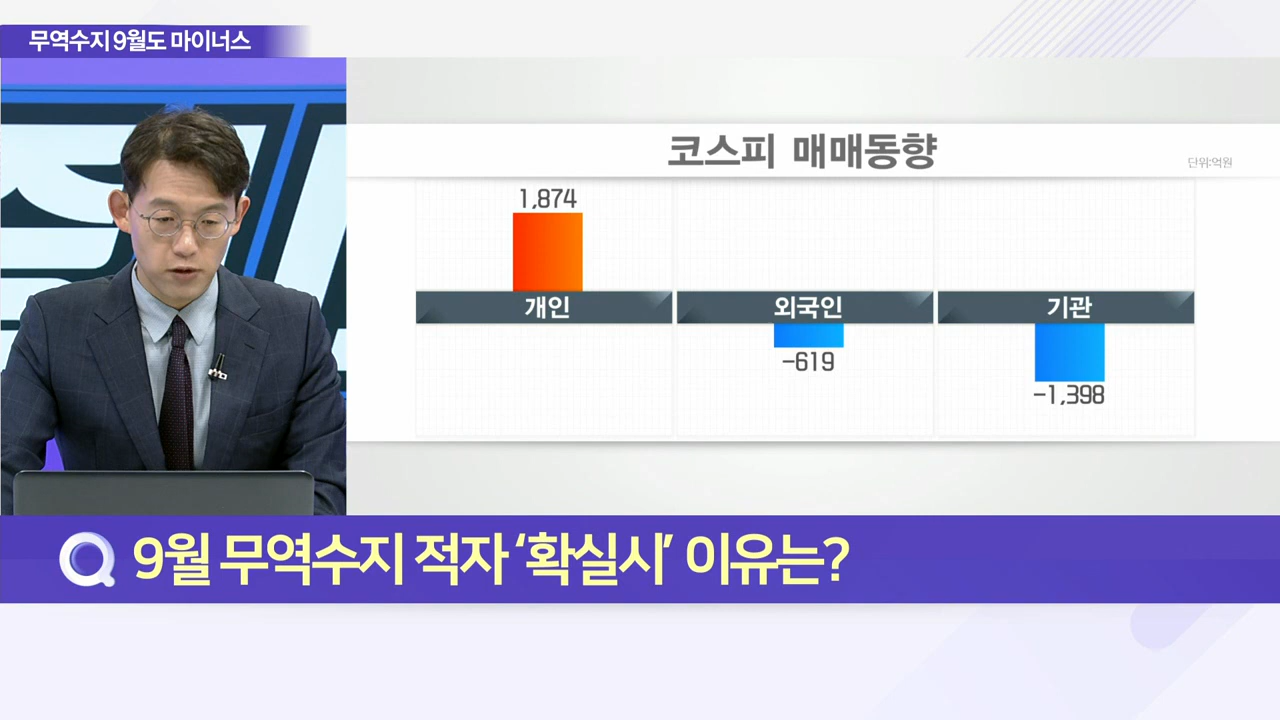 무역수지 9월도 마이너스
코스피 매매동향
단위:억원
1,874
개인
외국인
기관
-619
-1,398
9월 무역수지 적자 ‘확실시’ 이유는?